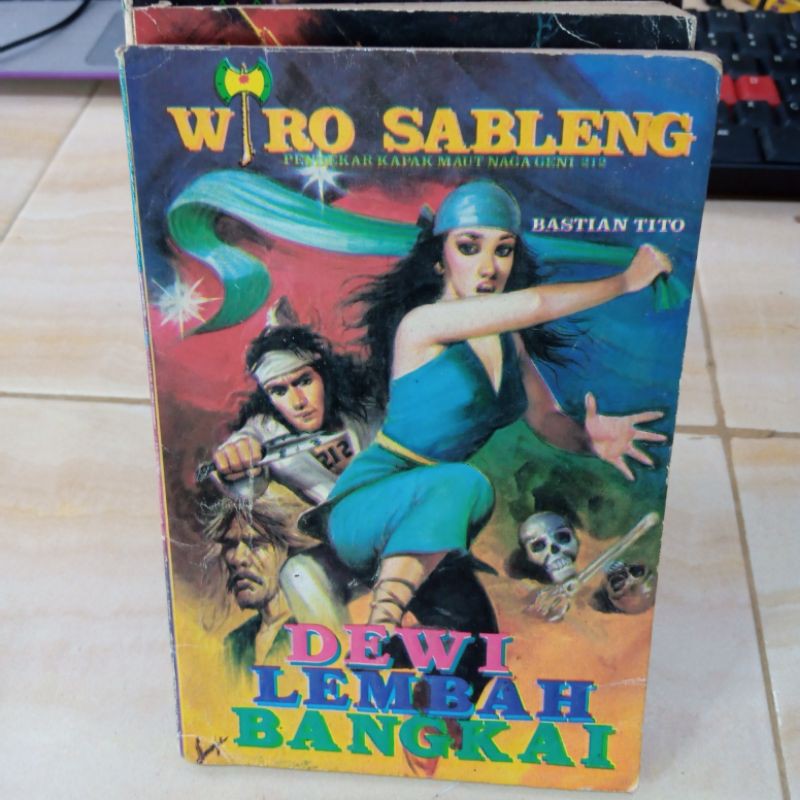 WIRO SABLENG
PENDEKAR KAPAK MAUT NAGA GENI 212
BASTIAN TITO
212
DEWI
LEMBAH
BANGKAI